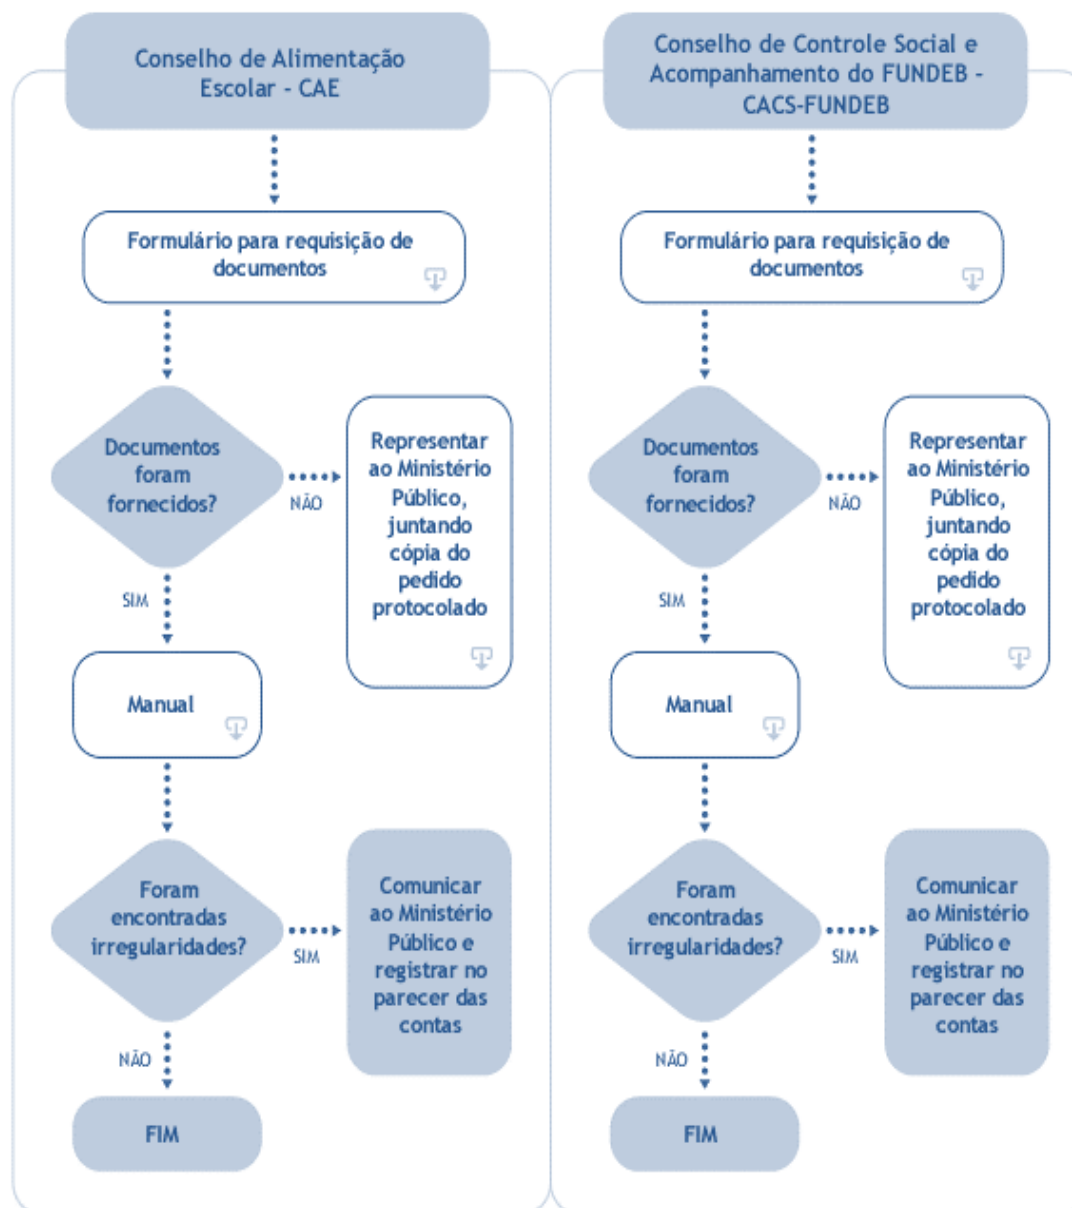 Conselho de Alimentação
Escolar - CAE
Formulário para requisição de
documentos
Documentos
foram
fornecidos?
NÃO
Representar
ao Ministério
Público,
juntando
cópia do
pedido
protocolado
SIM
Manual
Foram
encontradas
irregularidades?
SIM
Comunicar
ao Ministério
Público e
registrar no
parecer das
contas
NÃO
FIM
Conselho de Controle Social e
Acompanhamento do FUNDEB -
CACS-FUNDEB
Formulário para requisição de
documentos
Documentos
foram
fornecidos?
NÃO
Representar
ao Ministério
Público,
juntando
cópia do
pedido
protocolado
SIM
Manual
Foram
encontradas
irregularidades?
SIM
Comunicar
ao Ministério
Público e
registrar no
parecer das
contas
NÃO
FIM